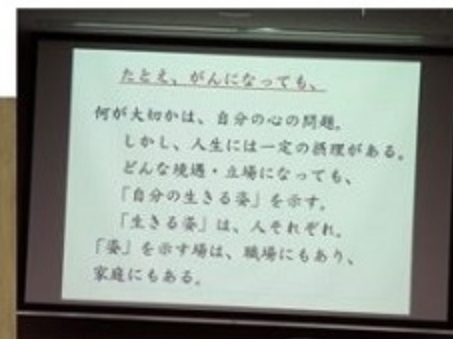 たとえ、がんになっても、
何が大切かは、自分の心の問題。
しかし、人生には一定の摂理がある。
どんな境遇・立場になっても、
「自分の生きる姿」を示す。
「生きる姿」は、人それぞれ。
「姿」を示す場は、職場にもあり、
家庭にもある。